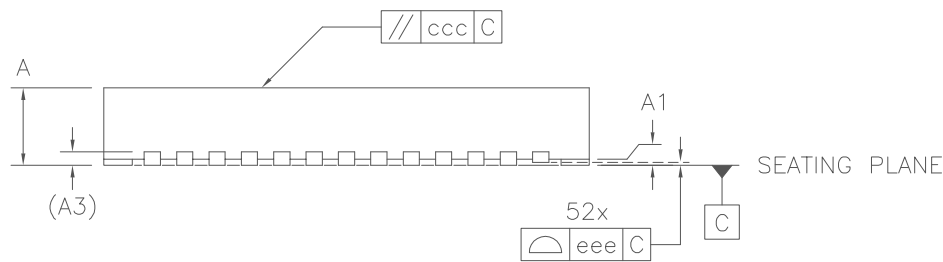 // ccc C
A
A1
SEATING PLANE
(A3)
52x
C
⌓ eee C